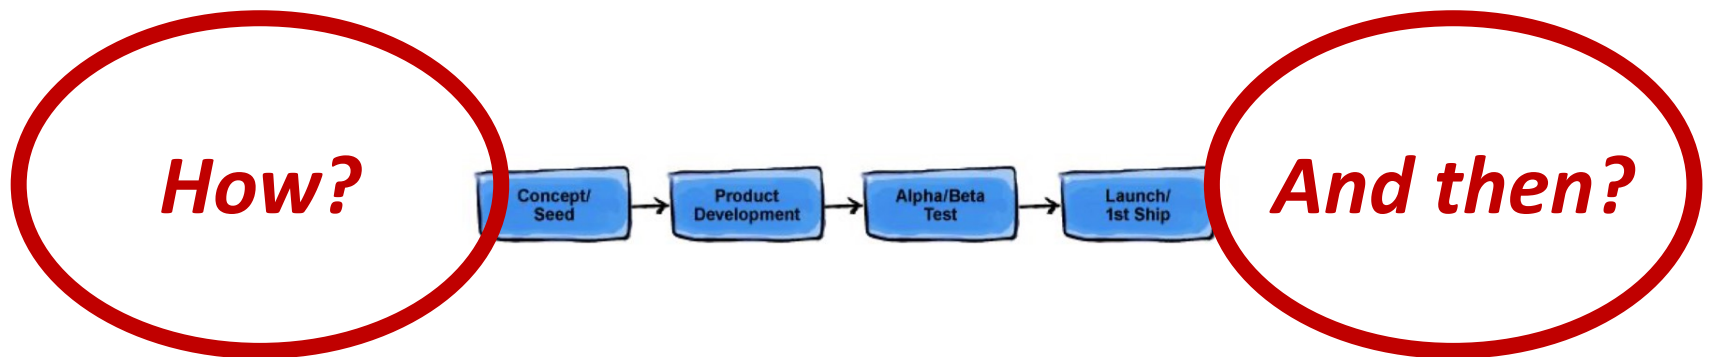 How?
Concept/
Seed
Product
Development
Alpha/Beta
Test
Launch/
1st Ship
And then?